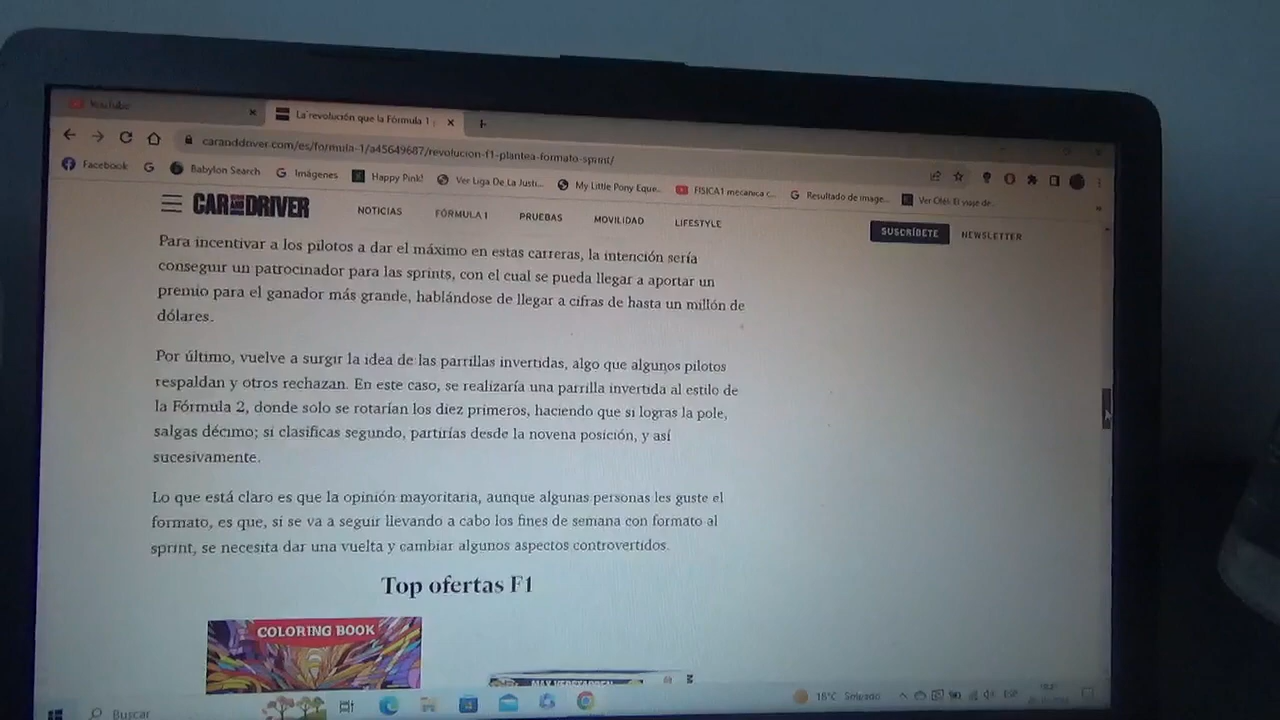 YouTube
La revolución que la Fórmula 1
caranddriver.com/es/formula-1/a45649687/revolucion-f1-plantea-formato-sprint/
Facebook
Babylon Search
Imágenes
Happy Pink!
Ver Liga De La Justi...
My Little Pony Eque...
FISICA1 mecanica c...
Resultado de image...
Ver Olé: El viaje de...
CAR AND DRIVER
NOTICIAS
FÓRMULA 1
PRUEBAS
MOVILIDAD
LIFESTYLE
SUSCRÍBETE
NEWSLETTER
Para incentivar a los pilotos a dar el máximo en estas carreras, la intención sería
conseguir un patrocinador para las sprints, con el cual se pueda llegar a aportar un
premio para el ganador más grande, hablándose de llegar a cifras de hasta un millón de
dólares.
Por último, vuelve a surgir la idea de las parrillas invertidas, algo que algunos pilotos
respaldan y otros rechazan. En este caso, se realizaría una parrilla invertida al estilo de
la Fórmula 2, donde solo se rotarían los diez primeros, haciendo que si logras la pole,
salgas décimo; si clasificas segundo, partirías desde la novena posición, y así
sucesivamente.
Lo que está claro es que la opinión mayoritaria, aunque algunas personas les guste el
formato, es que, si se va a seguir llevando a cabo los fines de semana con formato al
sprint, se necesita dar una vuelta y cambiar algunos aspectos controvertidos.
Top ofertas F1
COLORING BOOK
MAX VERSTAPPEN
Buscar
16°C Soleado
ESP